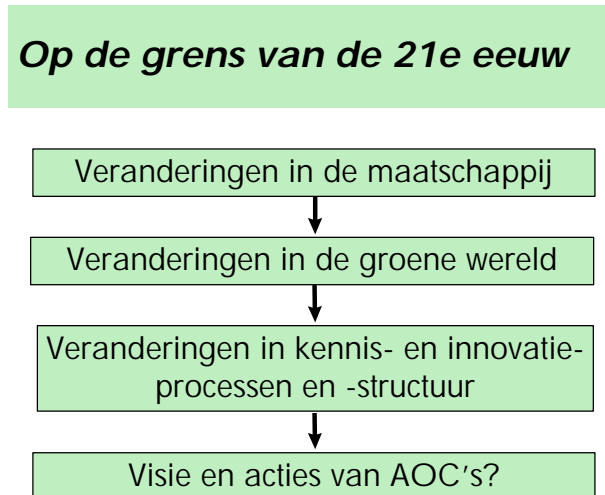 Op de grens van de 21e eeuw
Veranderingen in de maatschappij
Veranderingen in de groene wereld
Veranderingen in kennis- en innovatie-
processen en -structuur
Visie en acties van AOC's?